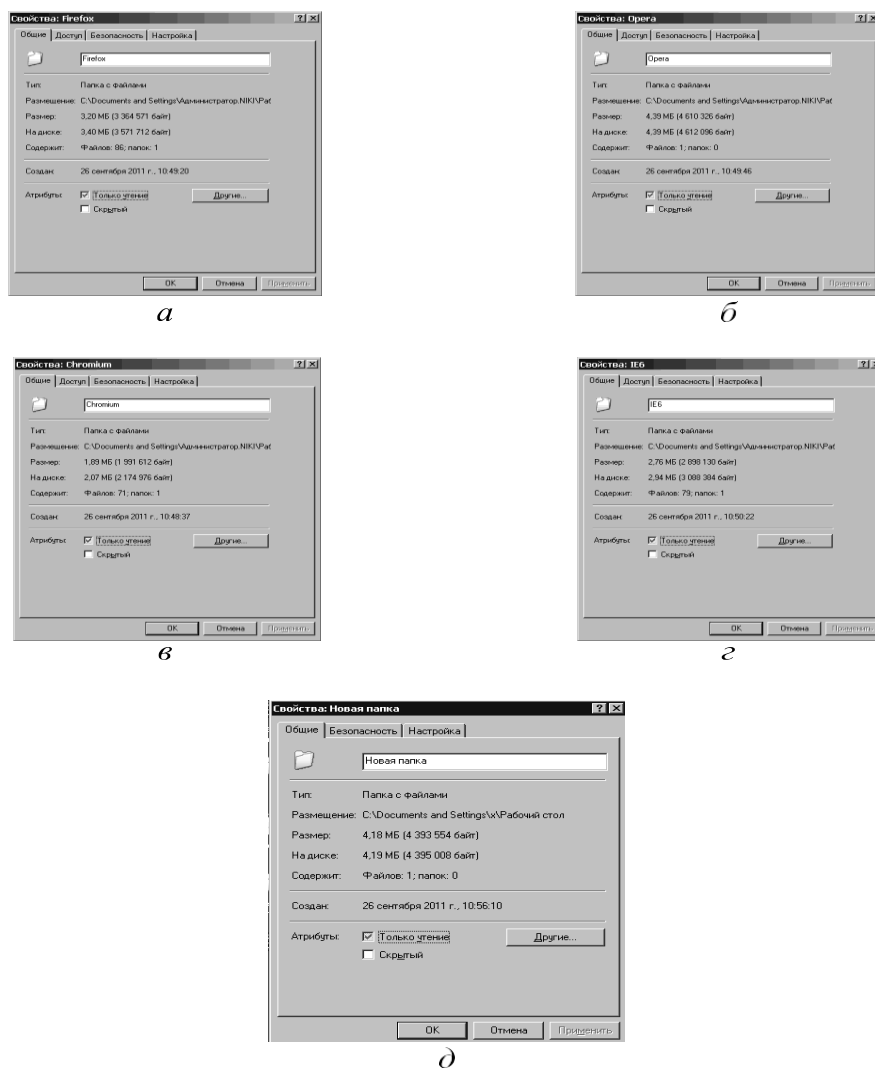 Свойства: Firefox
Общие Доступ Безопасность Настройка
Firefox
Тип: Папка с файлами
Размещение: C:\Documents and Settings\Администратор.NIKI\Раб
Размер: 3,20 МБ (3 364 571 байт)
На диске: 3,40 МБ (3 571 712 байт)
Содержит: Файлов: 86; папок: 1
Создан: 26 сентября 2011 г., 10:49:20
Атрибуты: Только чтение Другие...
Скрытый
ОК Отмена Применить
а
Свойства: Opera
Общие Доступ Безопасность Настройка
Opera
Тип: Папка с файлами
Размещение: C:\Documents and Settings\Администратор.NIKI\Раб
Размер: 4,39 МБ (4 610 326 байт)
На диске: 4,39 МБ (4 612 096 байт)
Содержит: Файлов: 1; папок: 0
Создан: 26 сентября 2011 г., 10:49:46
Атрибуты: Только чтение Другие...
Скрытый
ОК Отмена Применить
б
Свойства: Chromium
Общие Доступ Безопасность Настройка
Chromium
Тип: Папка с файлами
Размещение: C:\Documents and Settings\Администратор.NIKI\Раб
Размер: 1,89 МБ (1 991 612 байт)
На диске: 2,07 МБ (2 174 976 байт)
Содержит: Файлов: 71; папок: 1
Создан: 26 сентября 2011 г., 10:48:37
Атрибуты: Только чтение Другие...
Скрытый
ОК Отмена Применить
в
Свойства: IE6
Общие Доступ Безопасность Настройка
IE6
Тип: Папка с файлами
Размещение: C:\Documents and Settings\Администратор.NIKI\Раб
Размер: 2,76 МБ (2 898 130 байт)
На диске: 2,94 МБ (3 088 384 байт)
Содержит: Файлов: 79; папок: 1
Создан: 26 сентября 2011 г., 10:50:22
Атрибуты: Только чтение Другие...
Скрытый
ОК Отмена Применить
г
Свойства: Новая папка
Общие Безопасность Настройка
Новая папка
Тип: Папка с файлами
Размещение: C:\Documents and Settings\x\Рабочий стол
Размер: 4,18 МБ (4 393 554 байт)
На диске: 4,19 МБ (4 395 008 байт)
Содержит: Файлов: 1; папок: 0
Создан: 26 сентября 2011 г., 10:56:10
Атрибуты: Только чтение Другие...
Скрытый
ОК Отмена Применить
д